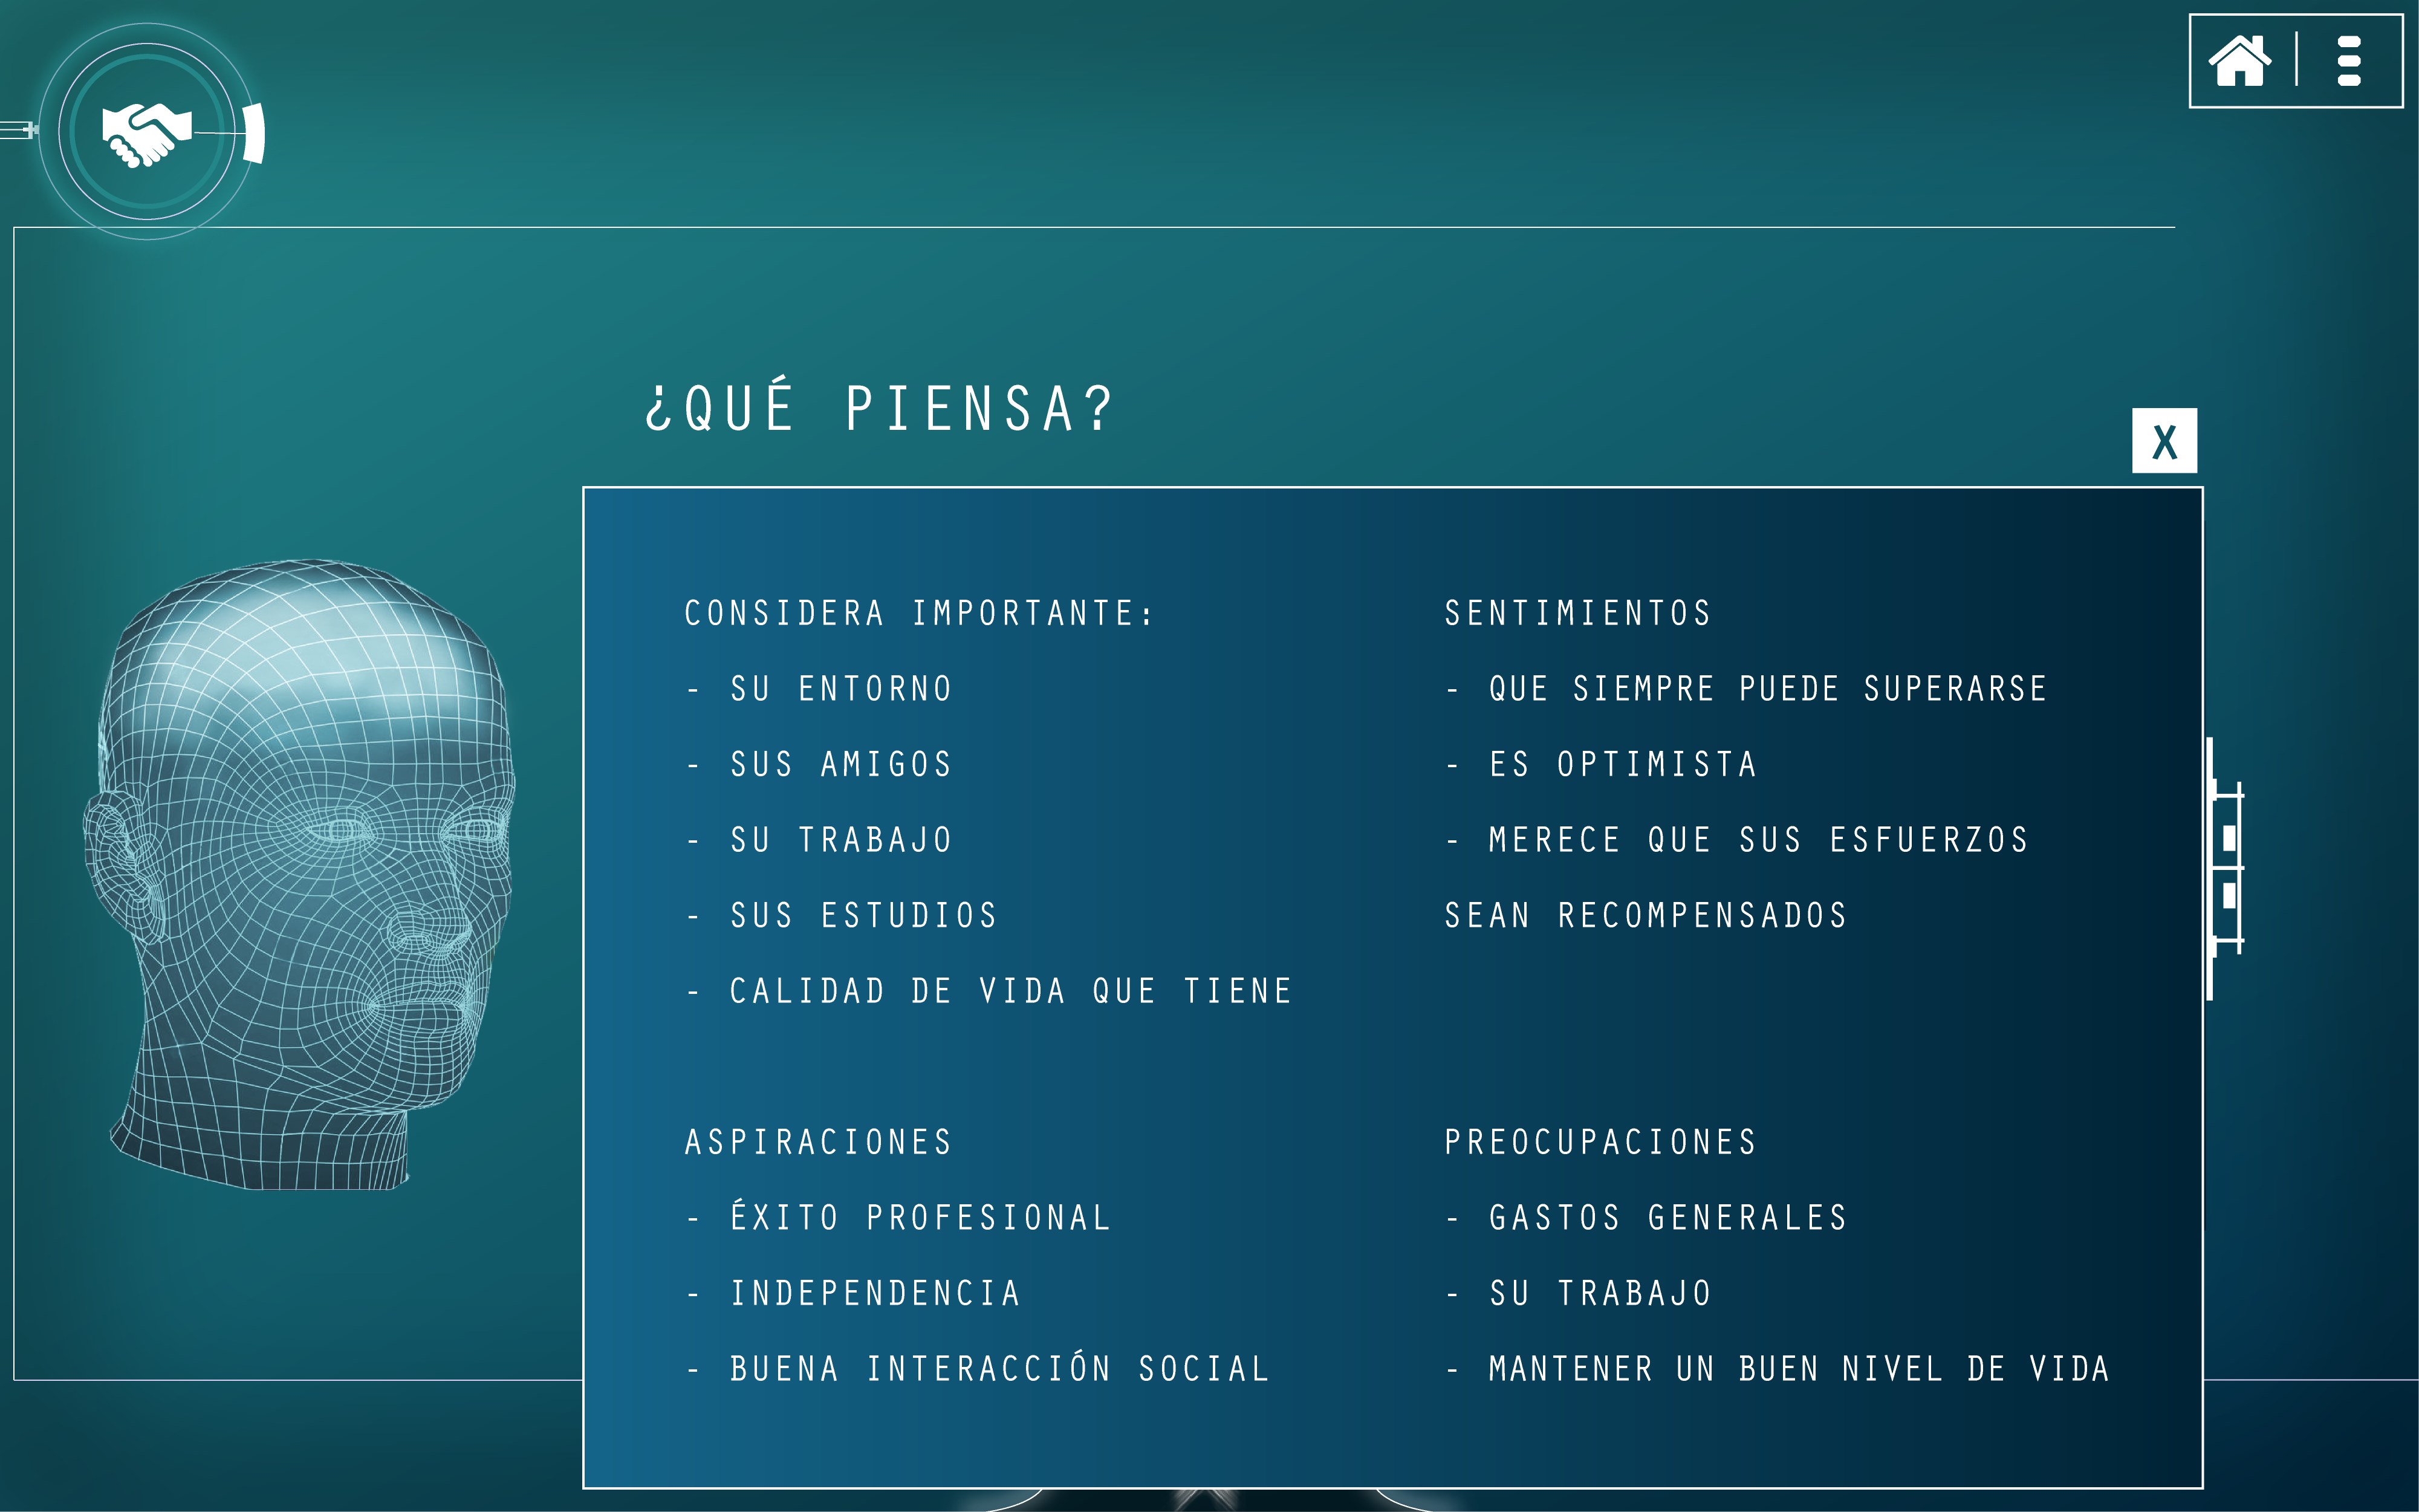 ¿QUÉ PIENSA?
X
CONSIDERA IMPORTANTE:
- SU ENTORNO
- SUS AMIGOS
- SU TRABAJO
- SUS ESTUDIOS
- CALIDAD DE VIDA QUE TIENE
ASPIRACIONES
- ÉXITO PROFESIONAL
- INDEPENDENCIA
- BUENA INTERACCIÓN SOCIAL
SENTIMIENTOS
- QUE SIEMPRE PUEDE SUPERARSE
- ES OPTIMISTA
- MERECE QUE SUS ESFUERZOS
SEAN RECOMPENSADOS
PREOCUPACIONES
- GASTOS GENERALES
- SU TRABAJO
- MANTENER UN BUEN NIVEL DE VIDA